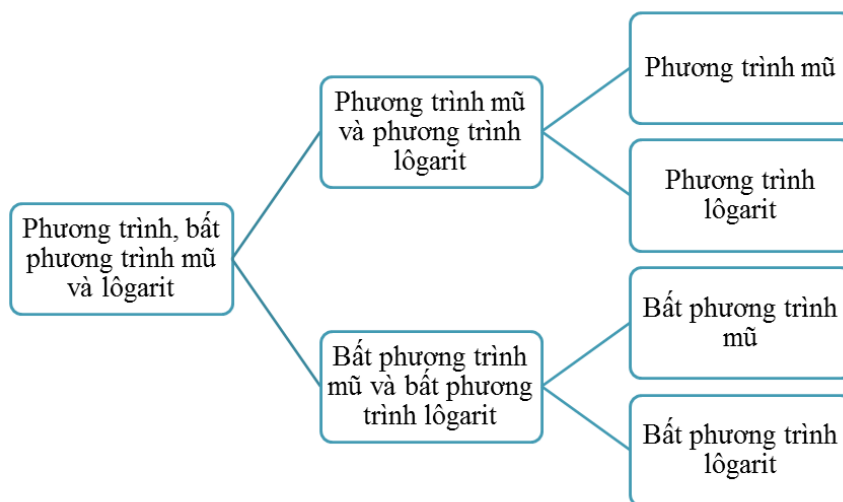 Phương trình, bất
phương trình mũ
và lôgarit
Phương trình mũ
và phương trình
lôgarit
Phương trình mũ
Phương trình
lôgarit
Bất phương trình
mũ và bất phương
trình lôgarit
Bất phương trình
mũ
Bất phương trình
lôgarit